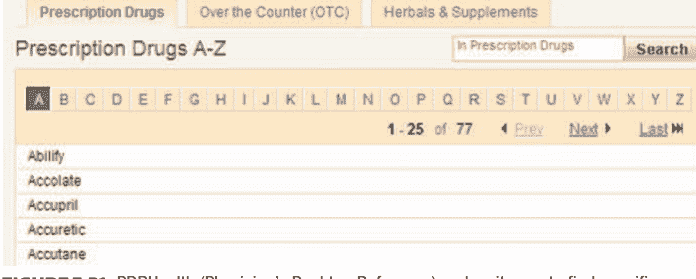 Prescription Drugs Over the Counter (OTC) Herbals & Supplements
Prescription Drugs A-Z In Prescription Drugs Search
A B C D E F G H I J K L M N O P Q R S T U V W X Y Z
1 - 25 of 77 Prev Next Last
Abilify
Accolate
Accupril
Accuretic
Accutane